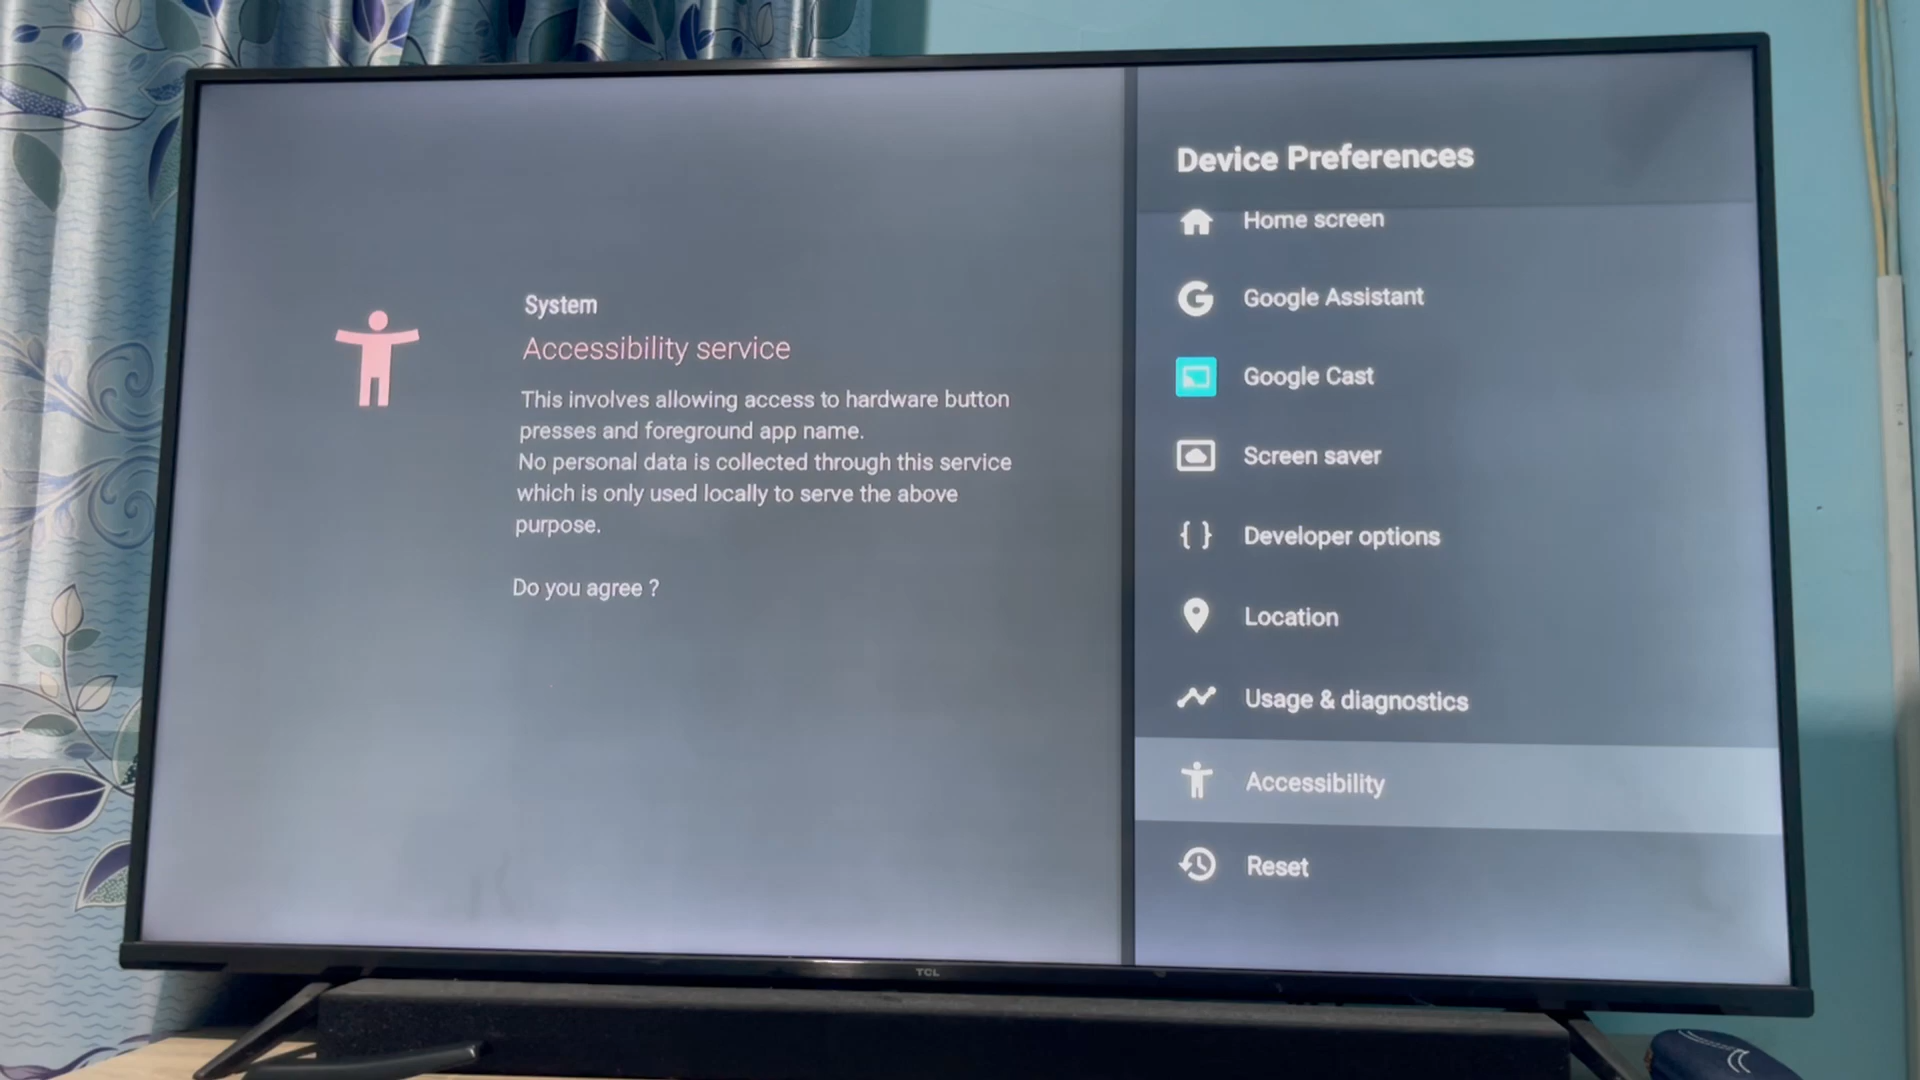 System
Accessibility service
This involves allowing access to hardware button
presses and foreground app name.
No personal data is collected through this service
which is only used locally to serve the above
purpose.
Do you agree ?
Device Preferences
Home screen
Google Assistant
Google Cast
Screen saver
Developer options
Location
Usage & diagnostics
Accessibility
Reset
TCL